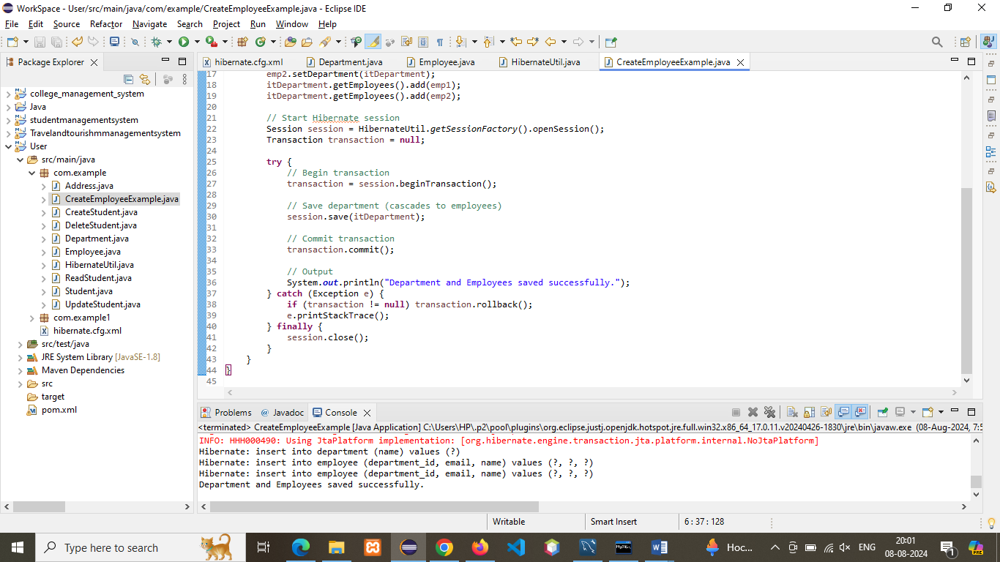 WorkSpace - User/src/main/java/com/example/CreateEmployeeExample.java - Eclipse IDE
File Edit Source Refactor Navigate Search Project Run Window Help
Package Explorer
college_management_system
Java
studentmanagementsystem
Travelandtourishmmanagementsystem
User
src/main/java
com.example
Address.java
CreateEmployeeExample.java
CreateStudent.java
DeleteStudent.java
Department.java
Employee.java
HibernateUtil.java
ReadStudent.java
Student.java
UpdateStudent.java
com.example1
hibernate.cfg.xml
src/test/java
JRE System Library [JavaSE-1.8]
Maven Dependencies
src
target
pom.xml
hibernate.cfg.xml Department.java Employee.java HibernateUtil.java CreateEmployeeExample.java
17 emp2.setDepartment(itDepartment);
18 itDepartment.getEmployees().add(emp1);
19 itDepartment.getEmployees().add(emp2);
20
21 // Start Hibernate session
22 Session session = HibernateUtil.getSessionFactory().openSession();
23 Transaction transaction = null;
24
25 try {
26 // Begin transaction
27 transaction = session.beginTransaction();
28
29 // Save department (cascades to employees)
30 session.save(itDepartment);
31
32 // Commit transaction
33 transaction.commit();
34
35 // Output
36 System.out.println("Department and Employees saved successfully.");
37 } catch (Exception e) {
38 if (transaction != null) transaction.rollback();
39 e.printStackTrace();
40 } finally {
41 session.close();
42 }
43 }
44 }
45
Problems @ Javadoc Console
<terminated> CreateEmployeeExample [Java Application] C:\Users\HP\.p2\pool\plugins\org.eclipse.justj.openjdk.hotspot.jre.full.win32.x86_64_17.0.11.v20240426-1830\jre\bin\javaw.exe (08-Aug-2024, 7:5
INFO: HHH000490: Using JtaPlatform implementation: [org.hibernate.engine.transaction.jta.platform.internal.NoJtaPlatform]
Hibernate: insert into department (name) values (?)
Hibernate: insert into employee (department_id, email, name) values (?, ?, ?)
Hibernate: insert into employee (department_id, email, name) values (?, ?, ?)
Department and Employees saved successfully.
Writable Smart Insert 6 : 37 : 128
Type here to search
Hoc... ENG 20:01
08-08-2024
1
PRE